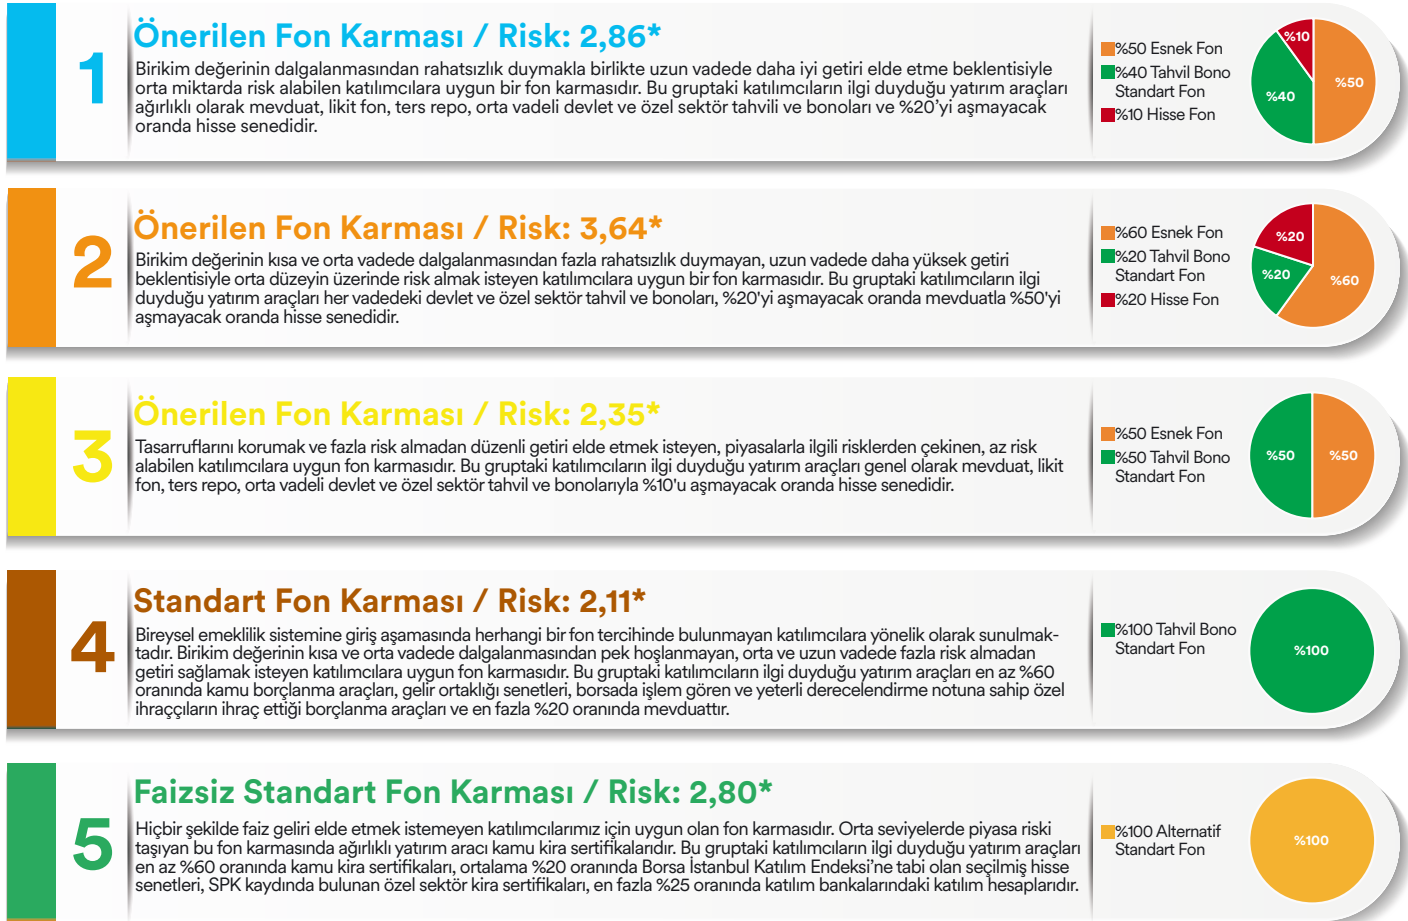 1
Önerilen Fon Karması / Risk: 2,86*
Birikim değerinin dalgalanmasından rahatsızlık duymakla birlikte uzun vadede daha iyi getiri elde etme beklentisiyle
orta miktarda risk alabilen katılımcılara uygun bir fon karmasıdır. Bu gruptaki katılımcıların ilgi duyduğu yatırım araçları
ağırlıklı olarak mevduat, likit fon, ters repo, orta vadeli devlet ve özel sektör tahvili ve bonoları ve %20’yi aşmayacak
oranda hisse senedidir.
%50 Esnek Fon
%40 Tahvil Bono
Standart Fon
%10 Hisse Fon
%10
%40
%50
2
Önerilen Fon Karması / Risk: 3,64*
Birikim değerinin kısa ve orta vadede dalgalanmasından fazla rahatsızlık duymayan, uzun vadede daha yüksek getiri
beklentisiyle orta düzeyin üzerinde risk almak isteyen katılımcılara uygun bir fon karmasıdır. Bu gruptaki katılımcıların ilgi
duyduğu yatırım araçları her vadedeki devlet ve özel sektör tahvil ve bonoları, %20'yi aşmayacak oranda mevduatla %50'yi
aşmayacak oranda hisse senedidir.
%60 Esnek Fon
%20 Tahvil Bono
Standart Fon
%20 Hisse Fon
%20
%20
%60
3
Önerilen Fon Karması / Risk: 2,35*
Tasarruflarını korumak ve fazla risk almadan düzenli getiri elde etmek isteyen, piyasalarla ilgili risklerden çekinen, az risk
alabilen katılımcılara uygun fon karmasıdır. Bu gruptaki katılımcıların ilgi duyduğu yatırım araçları genel olarak mevduat, likit
fon, ters repo, orta vadeli devlet ve özel sektör tahvil ve bonolarıyla %10'u aşmayacak oranda hisse senedidir.
%50 Esnek Fon
%50 Tahvil Bono
Standart Fon
%50
%50
4
Standart Fon Karması / Risk: 2,11*
Bireysel emeklilik sistemine giriş aşamasında herhangi bir fon tercihinde bulunmayan katılımcılara yönelik olarak sunulmak-
tadır. Birikim değerinin kısa ve orta vadede dalgalanmasından pek hoşlanmayan, orta ve uzun vadede fazla risk almadan
getiri sağlamak isteyen katılımcılara uygun fon karmasıdır. Bu gruptaki katılımcıların ilgi duyduğu yatırım araçları en az %60
oranında kamu borçlanma araçları, gelir ortaklığı senetleri, borsada işlem gören ve yeterli derecelendirme notuna sahip özel
ihraççıların ihraç ettiği borçlanma araçları ve en fazla %20 oranında mevduattır.
%100 Tahvil Bono
Standart Fon
%100
5
Faizsiz Standart Fon Karması / Risk: 2,80*
Hiçbir şekilde faiz geliri elde etmek istemeyen katılımcılarımız için uygun olan fon karmasıdır. Orta seviyelerde piyasa riski
taşıyan bu fon karmasında ağırlıklı yatırım aracı kamu kira sertifikalarıdır. Bu gruptaki katılımcıların ilgi duyduğu yatırım araçları
en az %60 oranında kamu kira sertifikaları, ortalama %20 oranında Borsa İstanbul Katılım Endeksi’ne tabi olan seçilmiş hisse
senetleri, SPK kaydında bulunan özel sektör kira sertifikaları, en fazla %25 oranında katılım bankalarındaki katılım hesaplarıdır.
%100 Alternatif
Standart Fon
%100